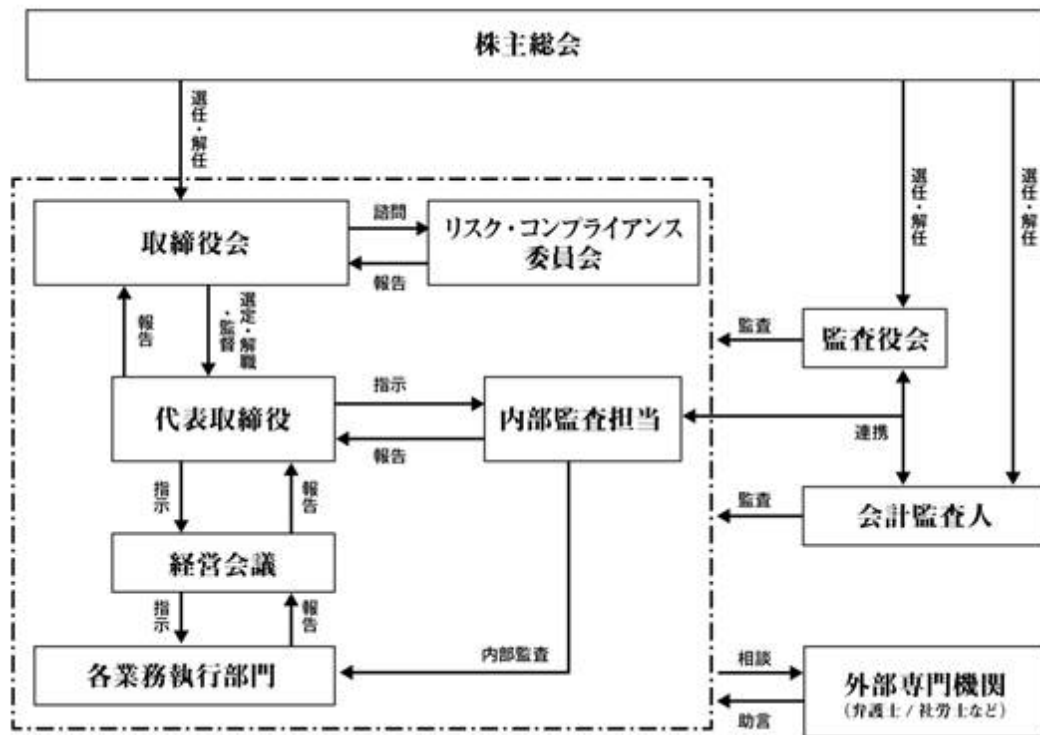 株主総会
選任・解任
選任・解任
選任・解任
取締役会
諮問
報告
リスク・コンプライアンス
委員会
報告
選定・解職
・監督
監査
監査役会
代表取締役
指示
報告
内部監査担当
連携
指示
報告
監査
会計監査人
経営会議
指示
報告
各業務執行部門
内部監査
相談
助言
外部専門機関
（弁護士 / 社労士など）